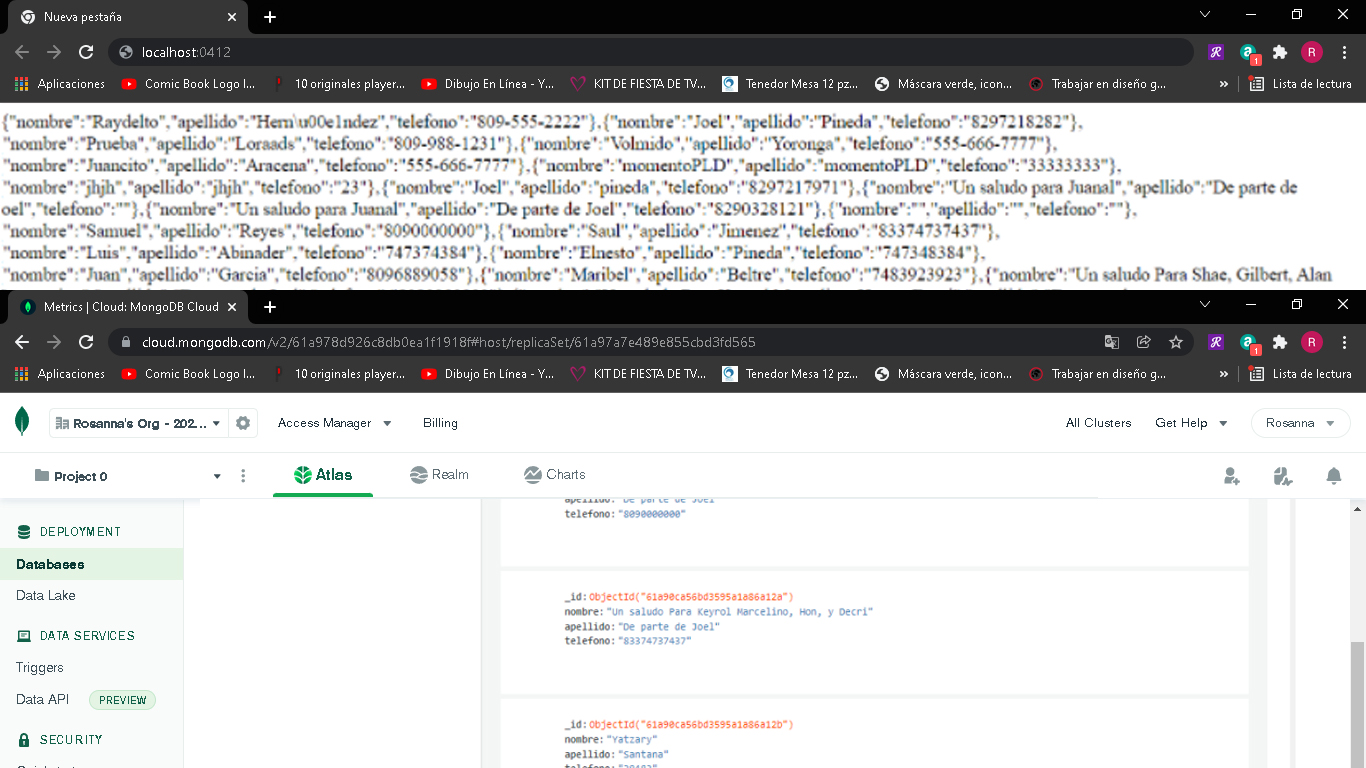 Nueva pestaña
localhost:0412
Aplicaciones Comic Book Logo I... 10 originales player... Dibujo En Línea - Y... KIT DE FIESTA DE TV... Tenedor Mesa 12 pz... Máscara verde, icon... Trabajar en diseño g... » Lista de lectura
{"nombre":"Raydelto","apellido":"Hern\u00e1ndez","telefono":"809-555-2222"},{"nombre":"Joel","apellido":"Pineda","telefono":"8297218282"},
"nombre":"Prueba","apellido":"Loraads","telefono":"809-988-1231"},{"nombre":"Volmido","apellido":"Yoronga","telefono":"555-666-7777"},
"nombre":"Juancito","apellido":"Aracena","telefono":"555-666-7777"},{"nombre":"momentoPLD","apellido":"momentoPLD","telefono":"33333333"},
"nombre":"jhjh","apellido":"jhjh","telefono":"23"},{"nombre":"Joel","apellido":"pineda","telefono":"8297217971"},{"nombre":"Un saludo para Juanal","apellido":"De parte de
oel","telefono":""},{"nombre":"Un saludo para Juanal","apellido":"De parte de Joel","telefono":"8290328121"},{"nombre":"","apellido":"","telefono":""},
"nombre":"Samuel","apellido":"Reyes","telefono":"8090000000"},{"nombre":"Saul","apellido":"Jimenez","telefono":"83374737437"},
"nombre":"Luis","apellido":"Abinader","telefono":"747374384"},{"nombre":"Elnesto","apellido":"Pineda","telefono":"747348384"},
"nombre":"Juan","apellido":"Garcia","telefono":"8096889058"},{"nombre":"Maribel","apellido":"Beltre","telefono":"7483923923"},{"nombre":"Un saludo Para Shae, Gilbert, Alan
Metrics | Cloud: MongoDB Cloud
cloud.mongodb.com/v2/61a978d926c8db0ea1f1918f#host/replicaSet/61a97a7e489e855cbd3fd565
Aplicaciones Comic Book Logo I... 10 originales player... Dibujo En Línea - Y... KIT DE FIESTA DE TV... Tenedor Mesa 12 pz... Máscara verde, icon... Trabajar en diseño g... » Lista de lectura
Rosanna's Org - 202... Access Manager Billing All Clusters Get Help Rosanna
Project 0 Atlas Realm Charts
DEPLOYMENT
Databases
Data Lake
DATA SERVICES
Triggers
Data API PREVIEW
SECURITY
apellido:"De parte de Joel"
telefono:"8090000000"
_id:ObjectId("61a90ca56bd3595a1a86a12a")
nombre:"Un saludo Para Keyrol Marcelino, Hon, y Decri"
apellido:"De parte de Joel"
telefono:"83374737437"
_id:ObjectId("61a90ca56bd3595a1a86a12b")
nombre:"Yatzary"
apellido:"Santana"